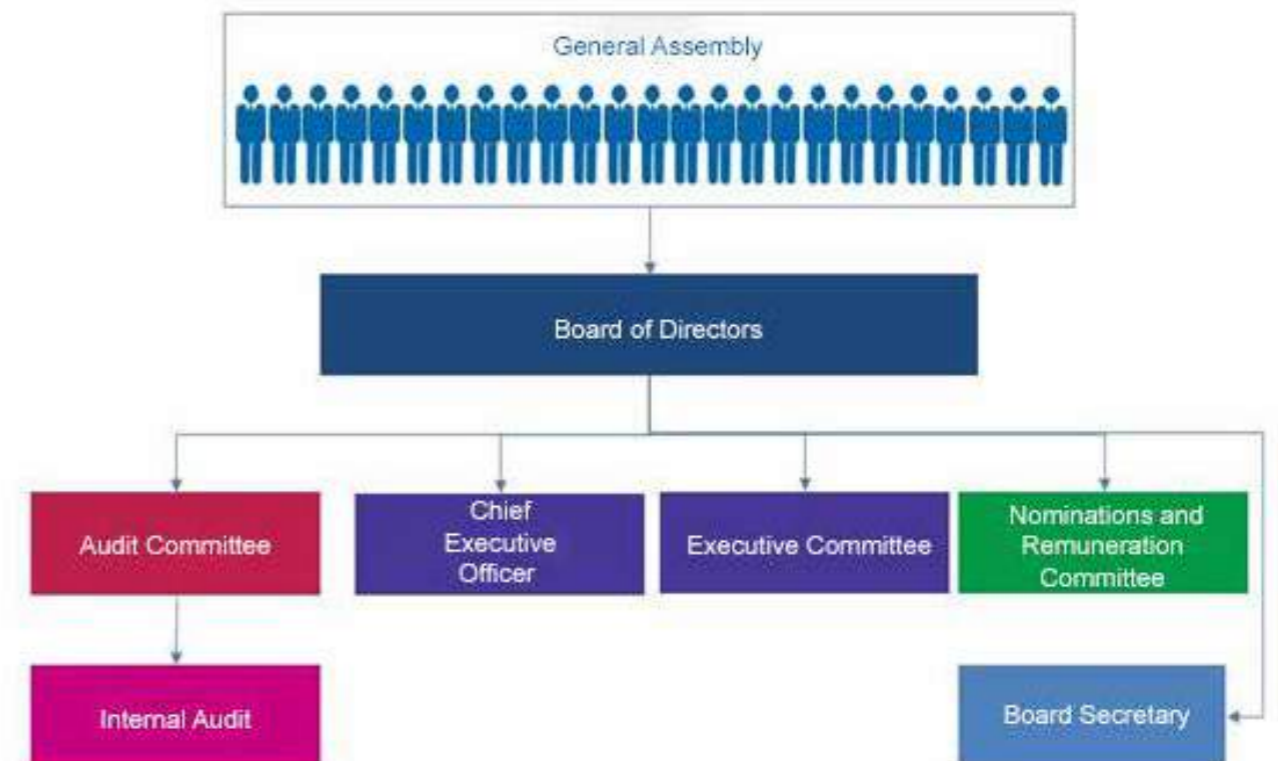 General Assembly
Board of Directors
Audit Committee
Chief
Executive
Officer
Executive Committee
Nominations and
Remuneration
Committee
Internal Audit
Board Secretary